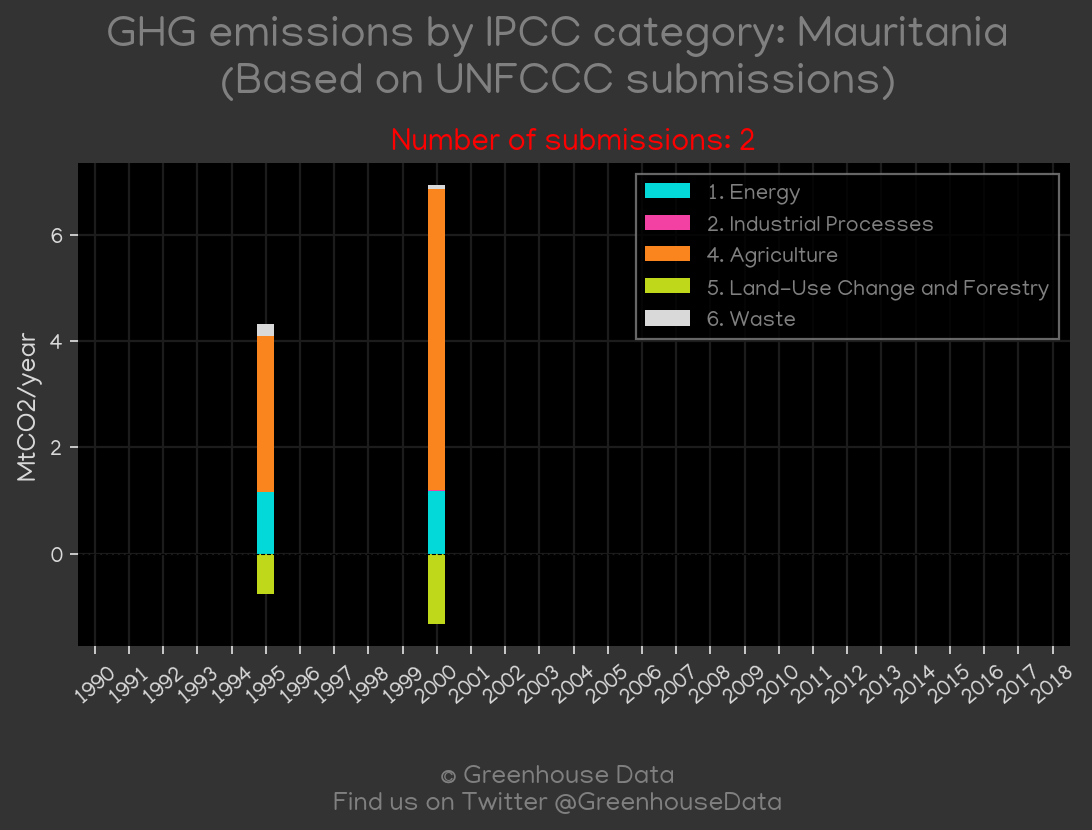 GHG emissions by IPCC category: Mauritania
(Based on UNFCCC submissions)
Number of submissions: 2
1. Energy
2. Industrial Processes
4. Agriculture
5. Land-Use Change and Forestry
6. Waste
MtCO2/year
6
4
2
0
1990 1991 1992 1993 1994 1995 1996 1997 1998 1999 2000 2001 2002 2003 2004 2005 2006 2007 2008 2009 2010 2011 2012 2013 2014 2015 2016 2017 2018
© Greenhouse Data
Find us on Twitter @GreenhouseData